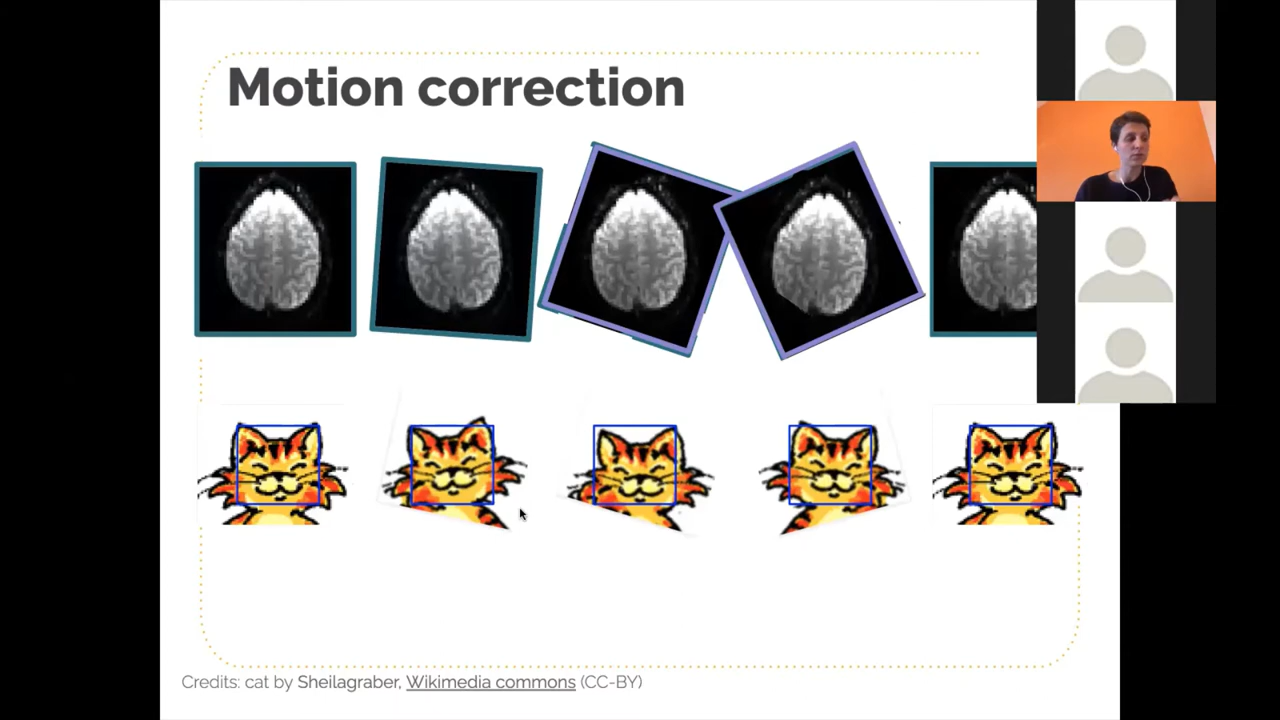 Motion correction
Credits: cat by Sheilagraber, Wikimedia commons (CC-BY)